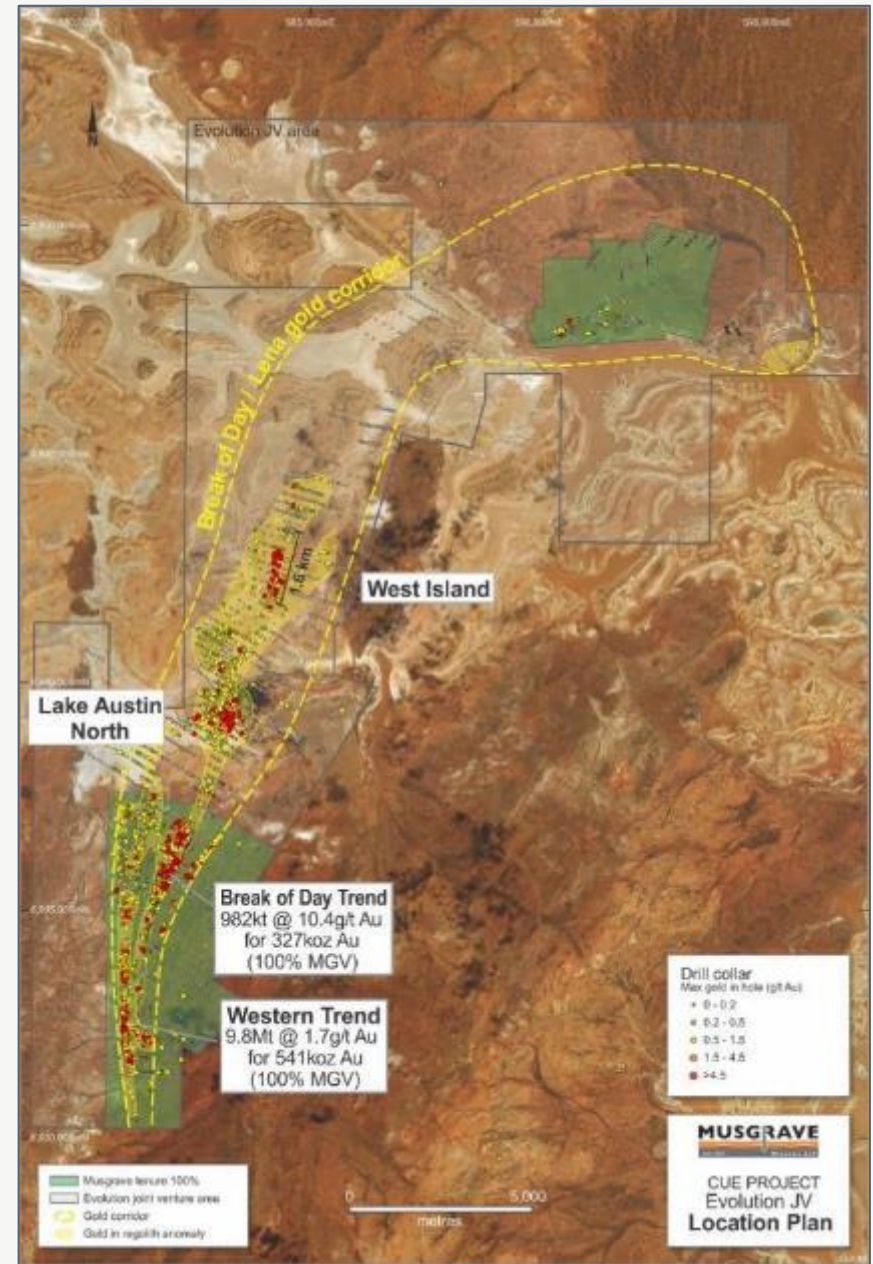 Evolution JV area
N
Break of Day / Lena gold corridor
1.6 km
West Island
Lake Austin
North
Break of Day Trend
982kt @ 10.4g/t Au
for 327koz Au
(100% MGV)
Western Trend
9.8Mt @ 1.7g/t Au
for 541koz Au
(100% MGV)
Drill collar
Max gold in hole (g/t Au)
0 - 0.2
0.2 - 0.5
0.5 - 1.5
1.5 - 4.5
>4.5
Musgrave tenure 100%
Evolution joint venture area
Gold corridor
Gold in regolith anomaly
0 5,000
metres
MUSGRAVE
CUE PROJECT
Evolution JV
Location Plan